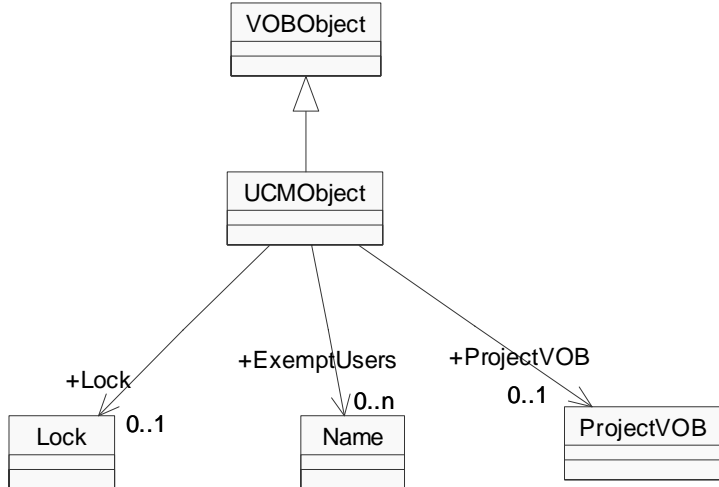 VOBObject
UCMObject
+Lock
+ExemptUsers
+ProjectVOB
0..1
0..n
0..1
Lock
Name
ProjectVOB